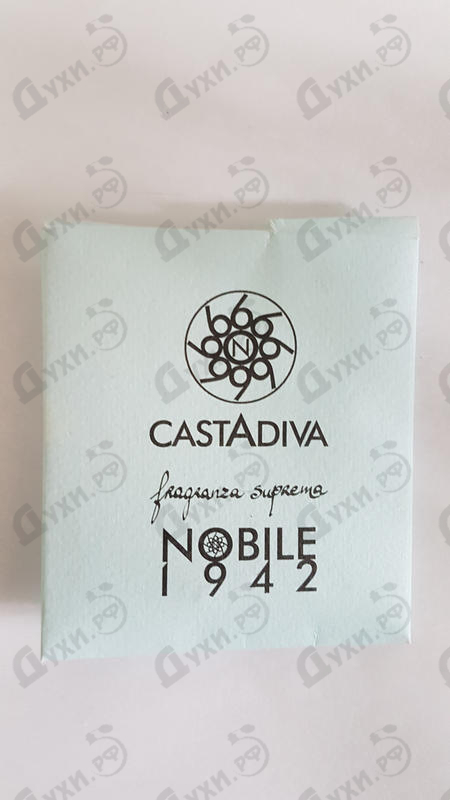 N
CASTADIVA
fragranza suprema
NOBILE
1942
Духи.РФ